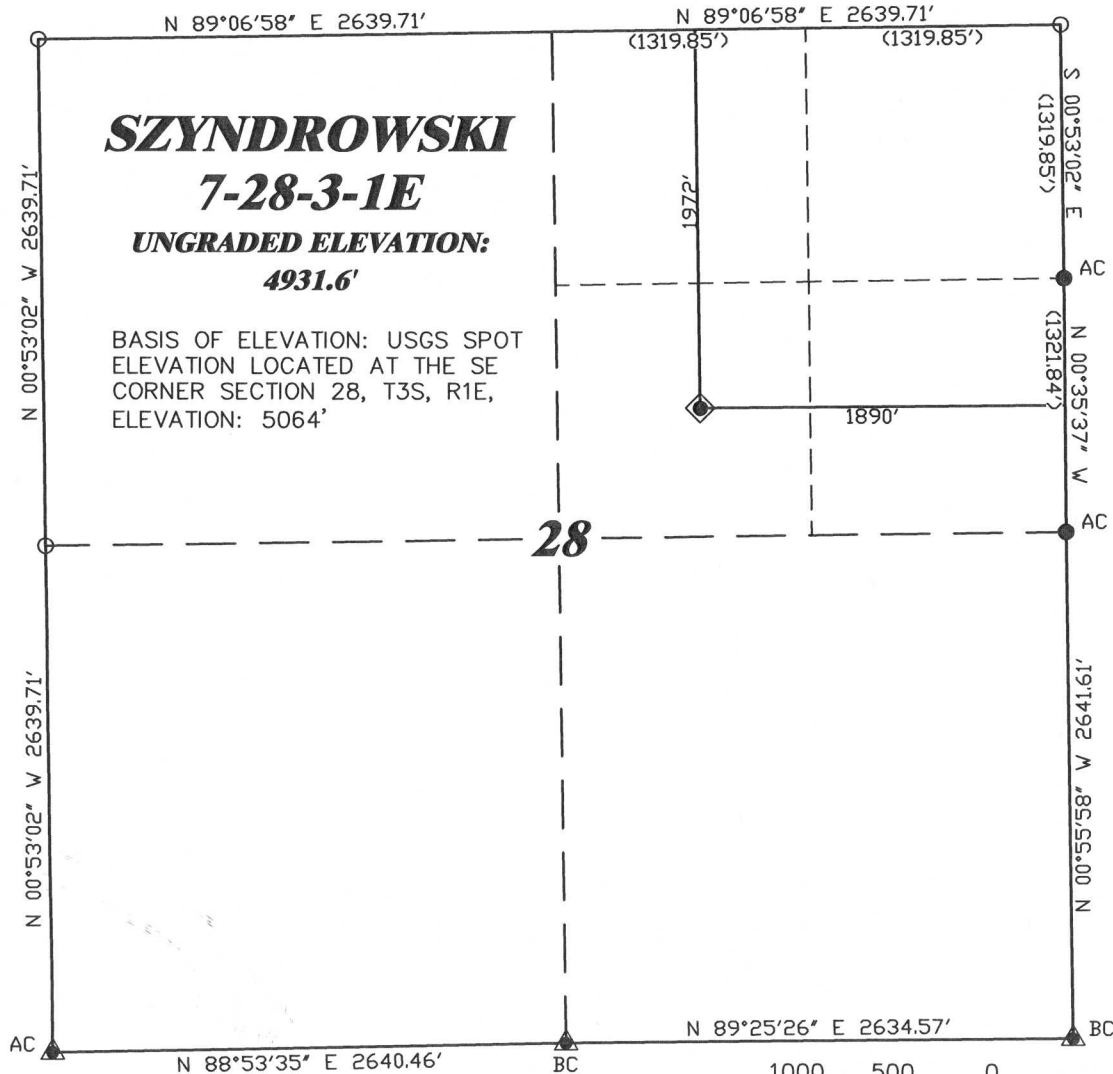 N 89°06'58" E 2639.71'
N 89°06'58" E 2639.71'
(1319.85')
(1319.85')
S 00°53'02" E
(1319.85')
SZYNDROWSKI
7-28-3-1E
UNGRADED ELEVATION:
4931.6'
N 00°53'02" W 2639.71'
1972'
BASIS OF ELEVATION: USGS SPOT
ELEVATION LOCATED AT THE SE
CORNER SECTION 28, T3S, R1E,
ELEVATION: 5064'
AC
N 00°35'37" W
(1321.84')
1890'
AC
28
N 00°53'02" W 2639.71'
N 00°55'58" W 2641.61'
AC
N 88°53'35" E 2640.46'
BC
N 89°25'26" E 2634.57'
BC
1000 500 0